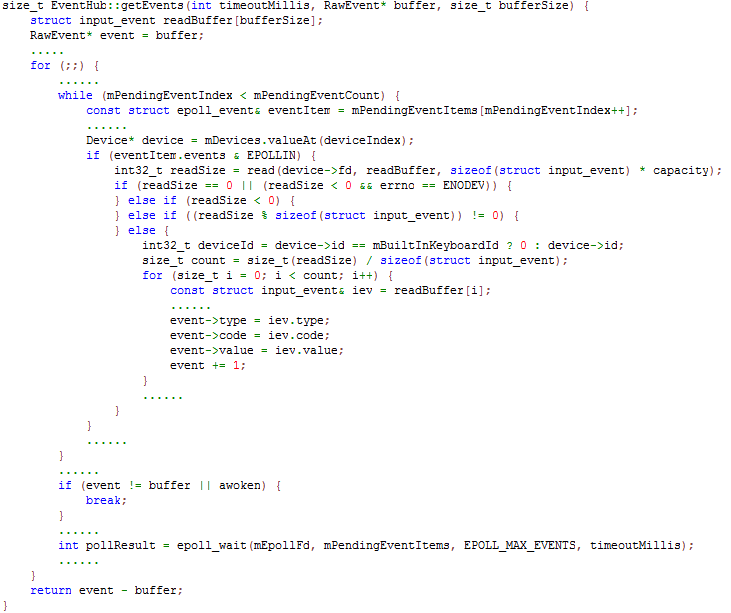 size_t EventHub::getEvents(int timeoutMillis, RawEvent* buffer, size_t bufferSize) {
    struct input_event readBuffer[bufferSize];
    RawEvent* event = buffer;
    .....
    for (;;) {
        ......
        while (mPendingEventIndex < mPendingEventCount) {
            const struct epoll_event& eventItem = mPendingEventItems[mPendingEventIndex++];
            ......
            Device* device = mDevices.valueAt(deviceIndex);
            if (eventItem.events & EPOLLIN) {
                int32_t readSize = read(device->fd, readBuffer, sizeof(struct input_event) * capacity);
                if (readSize == 0 || (readSize < 0 && errno == ENODEV)) {
                } else if (readSize < 0) {
                } else if ((readSize % sizeof(struct input_event)) != 0) {
                } else {
                    int32_t deviceId = device->id == mBuiltInKeyboardId ? 0 : device->id;
                    size_t count = size_t(readSize) / sizeof(struct input_event);
                    for (size_t i = 0; i < count; i++) {
                        const struct input_event& iev = readBuffer[i];
                        ......
                        event->type = iev.type;
                        event->code = iev.code;
                        event->value = iev.value;
                        event += 1;
                    }
                    ......
                }
            }
            ......
        }
        ......
        if (event != buffer || awoken) {
            break;
        }
        ......
        int pollResult = epoll_wait(mEpollFd, mPendingEventItems, EPOLL_MAX_EVENTS, timeoutMillis);
        ......
    }
    return event - buffer;
}